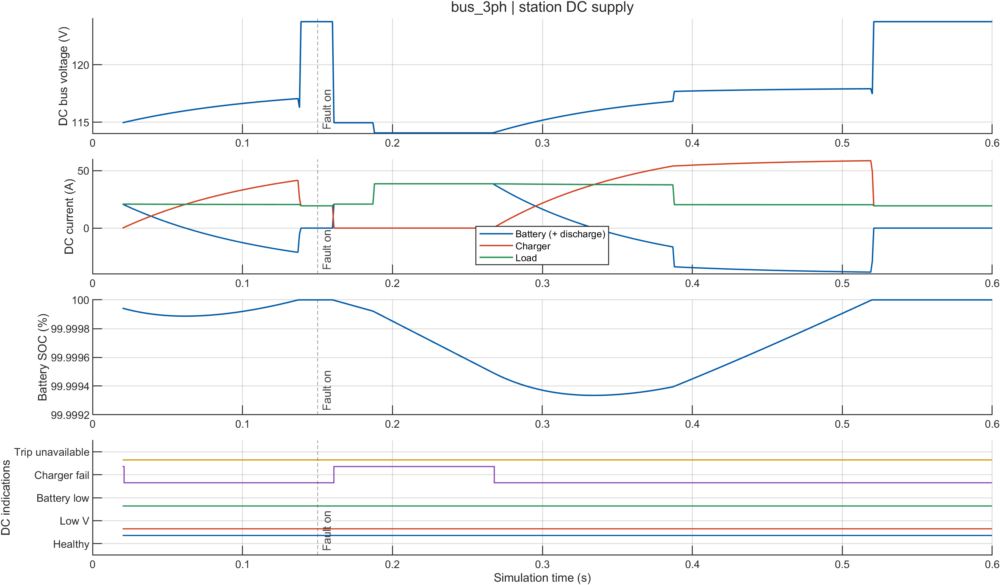 bus_3ph | station DC supply
DC bus voltage (V)
120
115
Fault on
0 0.1 0.2 0.3 0.4 0.5 0.6
DC current (A)
50
0
Fault on
Battery (+ discharge)
Charger
Load
0 0.1 0.2 0.3 0.4 0.5 0.6
Battery SOC (%)
100
99.9998
99.9996
99.9994
99.9992
Fault on
0 0.1 0.2 0.3 0.4 0.5 0.6
DC indications
Trip unavailable
Charger fail
Battery low
Low V
Healthy
Fault on
0 0.1 0.2 0.3 0.4 0.5 0.6
Simulation time (s)